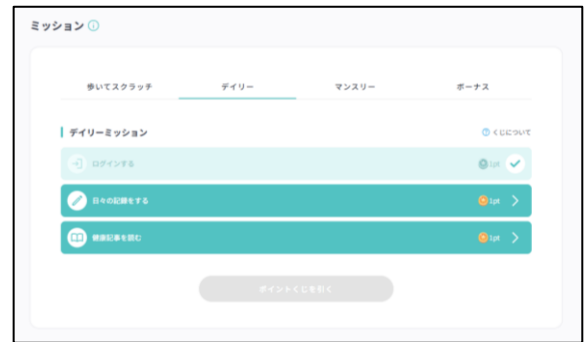 ミッション
歩いてスクラッチ デイリー マンスリー ボーナス
デイリーミッション くじについて
ログインする 1pt
日々の記録をする 1pt
健康記事を読む 1pt
ポイントくじを引く